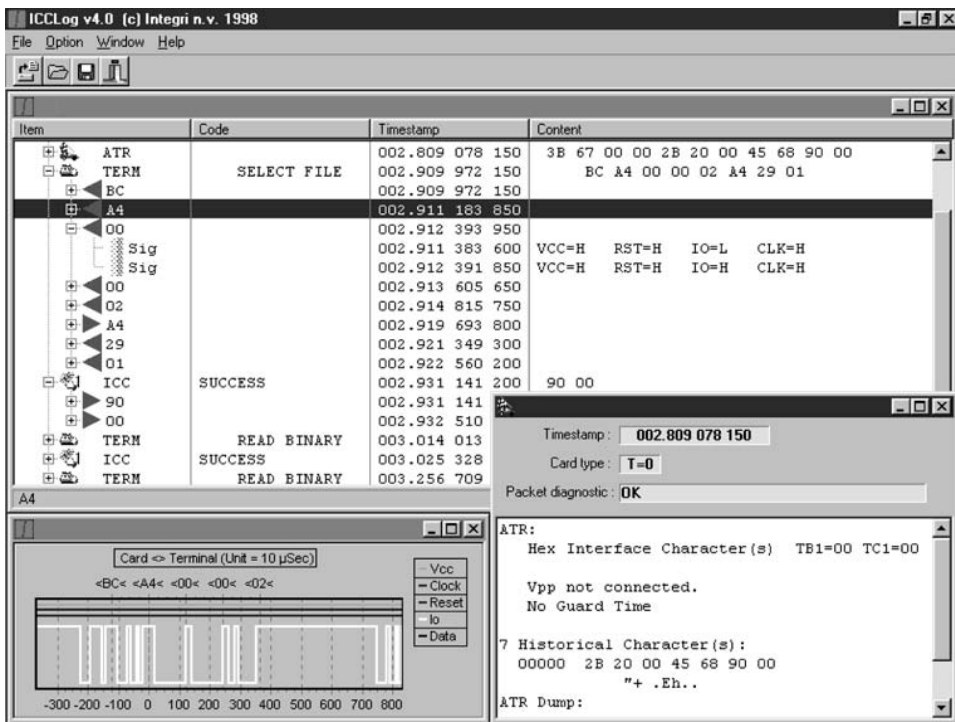 ICCLog v4.0 (c) Integri n.v. 1998
File Option Window Help
Item Code Timestamp Content
ATR 002.809 078 150 3B 67 00 00 2B 20 00 45 68 90 00
TERM SELECT FILE 002.909 972 150 BC A4 00 00 02 A4 29 01
BC 002.909 972 150
A4 002.911 183 850
00 002.912 393 950
Sig 002.911 383 600 VCC=H RST=H IO=L CLK=H
Sig 002.912 391 850 VCC=H RST=H IO=H CLK=H
00 002.913 605 650
02 002.914 815 750
A4 002.919 693 800
29 002.921 349 300
01 002.922 560 200
ICC SUCCESS 002.931 141 200 90 00
90 002.931 141
00 002.932 510
TERM READ BINARY 003.014 013
ICC SUCCESS 003.025 328
TERM READ BINARY 003.256 709
A4
Timestamp : 002.809 078 150
Card type : T=0
Packet diagnostic : OK
ATR:
Hex Interface Character(s) TB1=00 TC1=00
Vpp not connected.
No Guard Time
7 Historical Character(s):
00000 2B 20 00 45 68 90 00
"+ .Eh..
ATR Dump:
Card <> Terminal (Unit = 10 µSec)
<BC< <A4< <00< <00< <02<
Vcc
Clock
Reset
Io
Data
-300 -200 -100 0 100 200 300 400 500 600 700 800